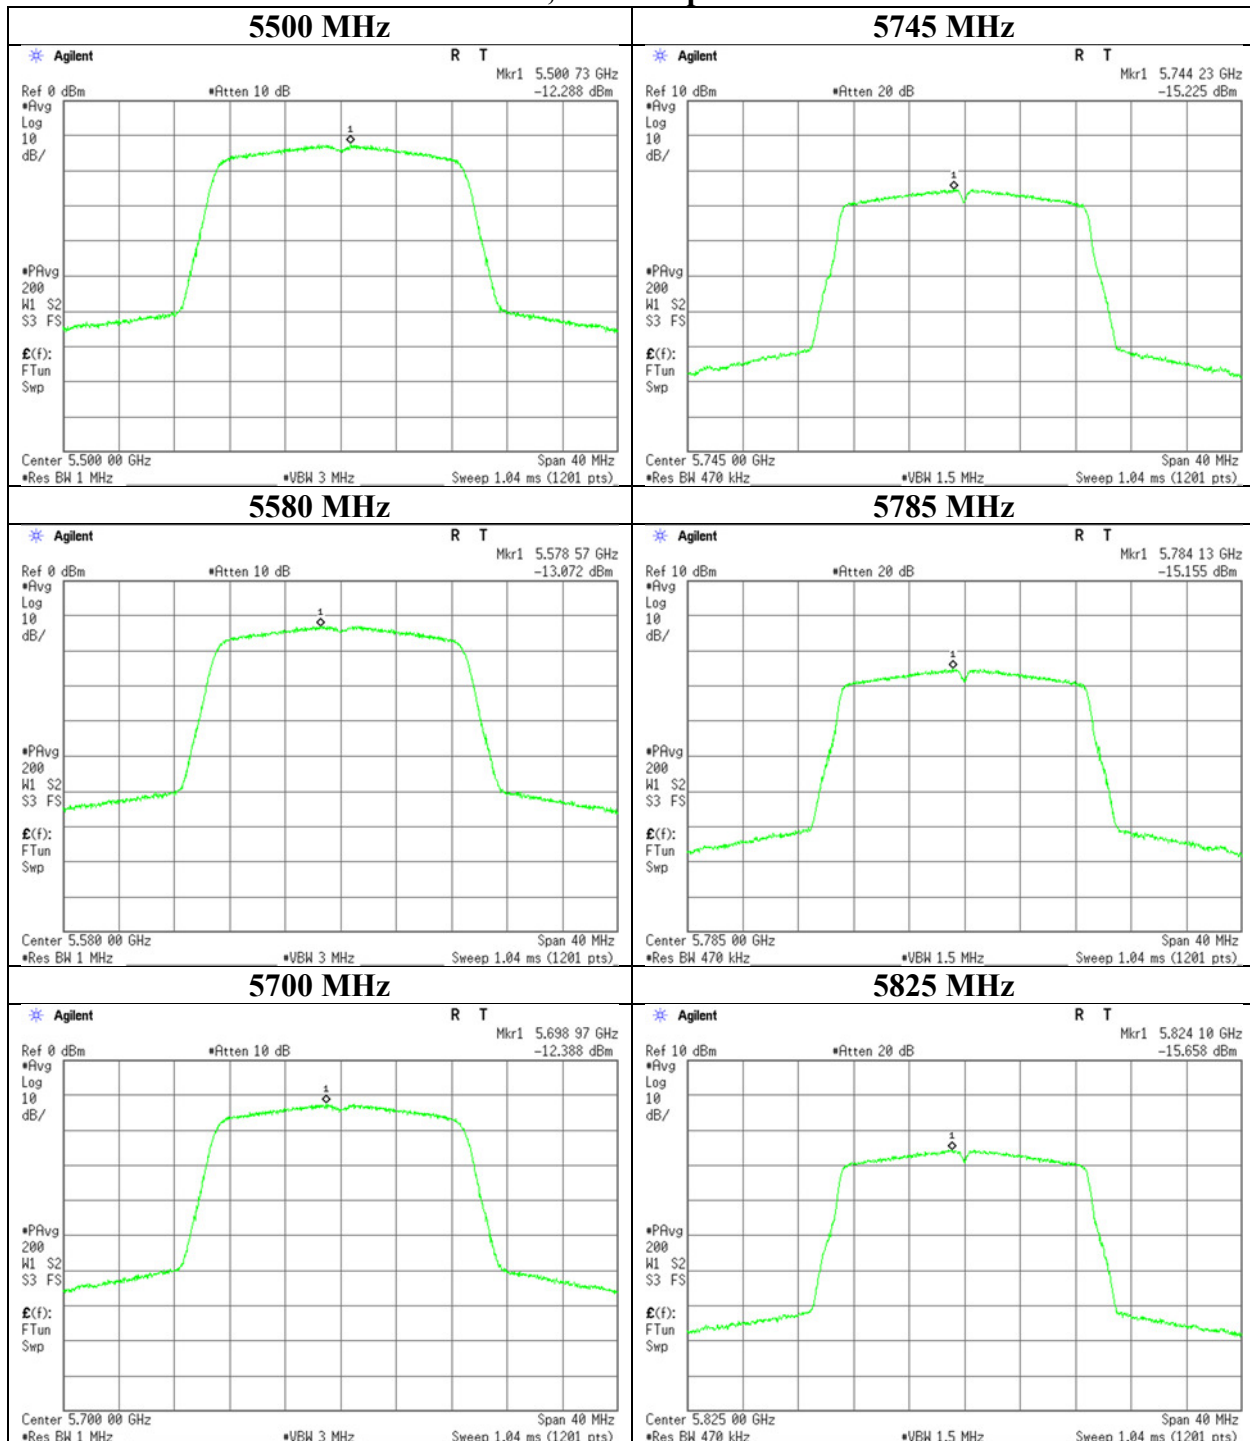 5500 MHz
Agilent
R T
Mkr1 5.500 73 GHz
Ref 0 dBm #Atten 10 dB -12.288 dBm
#Avg
Log
10
dB/
1
#PAvg
200
W1 S2
S3 FS
£(f):
FTun
Swp
Center 5.500 00 GHz Span 40 MHz
#Res BW 1 MHz #VBW 3 MHz Sweep 1.04 ms (1201 pts)
5745 MHz
Agilent
R T
Mkr1 5.744 23 GHz
Ref 10 dBm #Atten 20 dB -15.225 dBm
#Avg
Log
10
dB/
1
#PAvg
200
W1 S2
S3 FS
£(f):
FTun
Swp
Center 5.745 00 GHz Span 40 MHz
#Res BW 470 kHz #VBW 1.5 MHz Sweep 1.04 ms (1201 pts)
5580 MHz
Agilent
R T
Mkr1 5.578 57 GHz
Ref 0 dBm #Atten 10 dB -13.072 dBm
#Avg
Log
10
dB/
1
#PAvg
200
W1 S2
S3 FS
£(f):
FTun
Swp
Center 5.580 00 GHz Span 40 MHz
#Res BW 1 MHz #VBW 3 MHz Sweep 1.04 ms (1201 pts)
5785 MHz
Agilent
R T
Mkr1 5.784 13 GHz
Ref 10 dBm #Atten 20 dB -15.155 dBm
#Avg
Log
10
dB/
1
#PAvg
200
W1 S2
S3 FS
£(f):
FTun
Swp
Center 5.785 00 GHz Span 40 MHz
#Res BW 470 kHz #VBW 1.5 MHz Sweep 1.04 ms (1201 pts)
5700 MHz
Agilent
R T
Mkr1 5.698 97 GHz
Ref 0 dBm #Atten 10 dB -12.388 dBm
#Avg
Log
10
dB/
1
#PAvg
200
W1 S2
S3 FS
£(f):
FTun
Swp
Center 5.700 00 GHz Span 40 MHz
#Res BW 1 MHz #VBW 3 MHz Sweep 1.04 ms (1201 pts)
5825 MHz
Agilent
R T
Mkr1 5.824 10 GHz
Ref 10 dBm #Atten 20 dB -15.658 dBm
#Avg
Log
10
dB/
1
#PAvg
200
W1 S2
S3 FS
£(f):
FTun
Swp
Center 5.825 00 GHz Span 40 MHz
#Res BW 470 kHz #VBW 1.5 MHz Sweep 1.04 ms (1201 pts)